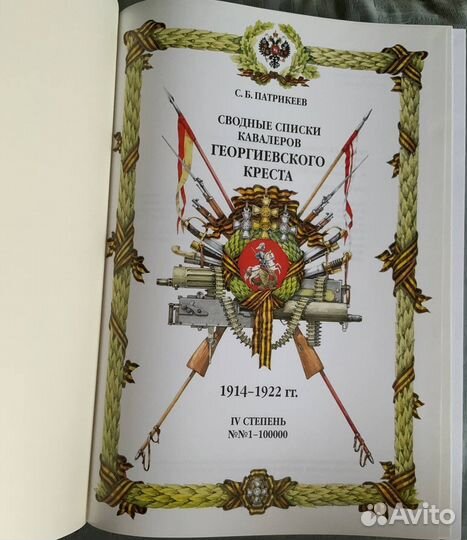 С. Б. ПАТРИКЕЕВ
СВОДНЫЕ СПИСКИ
КАВАЛЕРОВ
ГЕОРГИЕВСКОГО
КРЕСТА
1914–1922 гг.
IV СТЕПЕНЬ
№№1–100000
Avito